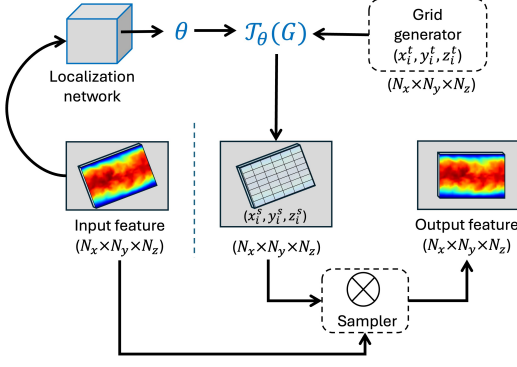 θ
𝒯θ(G)
Grid
generator
(x_i^t, y_i^t, z_i^t)
(N_x×N_y×N_z)
Localization
network
(x_i^s, y_i^s, z_i^s)
Input feature
(N_x×N_y×N_z)
(N_x×N_y×N_z)
Output feature
(N_x×N_y×N_z)
Sampler